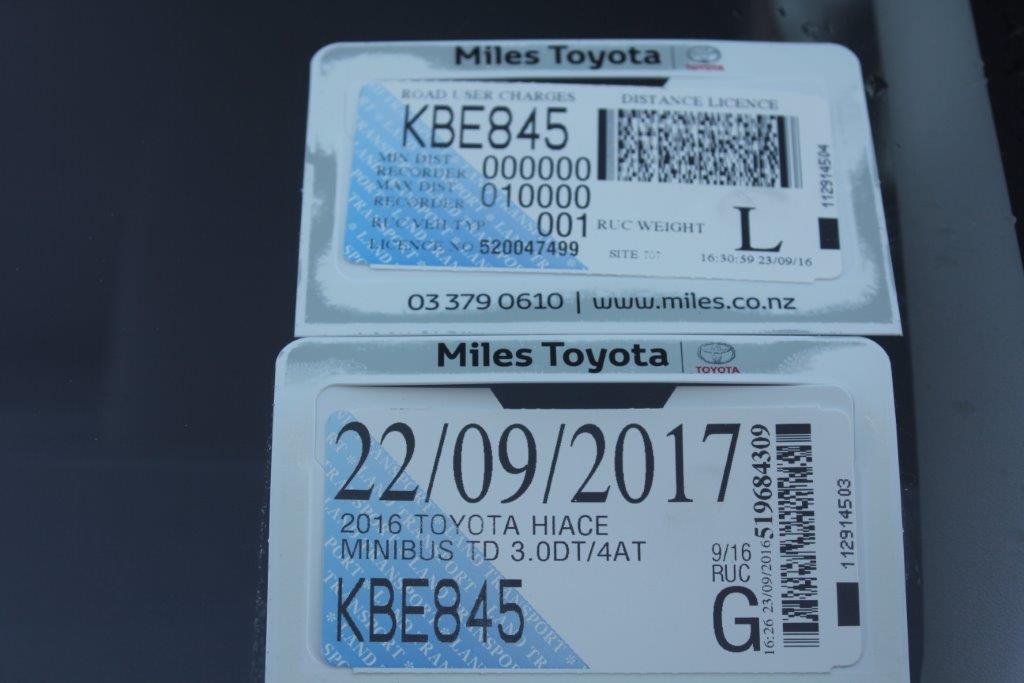 Miles Toyota TOYOTA
ROAD USER CHARGES DISTANCE LICENCE
KBE845
MIN DIST
RECORDER 000000
MAX DIST
RECORDER 010000
RUC VEH TYP 001 RUC WEIGHT L
LICENCE NO 520047499 SITE 707 16:30:59 23/09/16
112914504
03 379 0610 | www.miles.co.nz
Miles Toyota TOYOTA
22/09/2017
2016 TOYOTA HIACE
MINIBUS TD 3.0DT/4AT
KBE845
9/16
RUC
G
16:26 23/09/2016 519684309
112914503